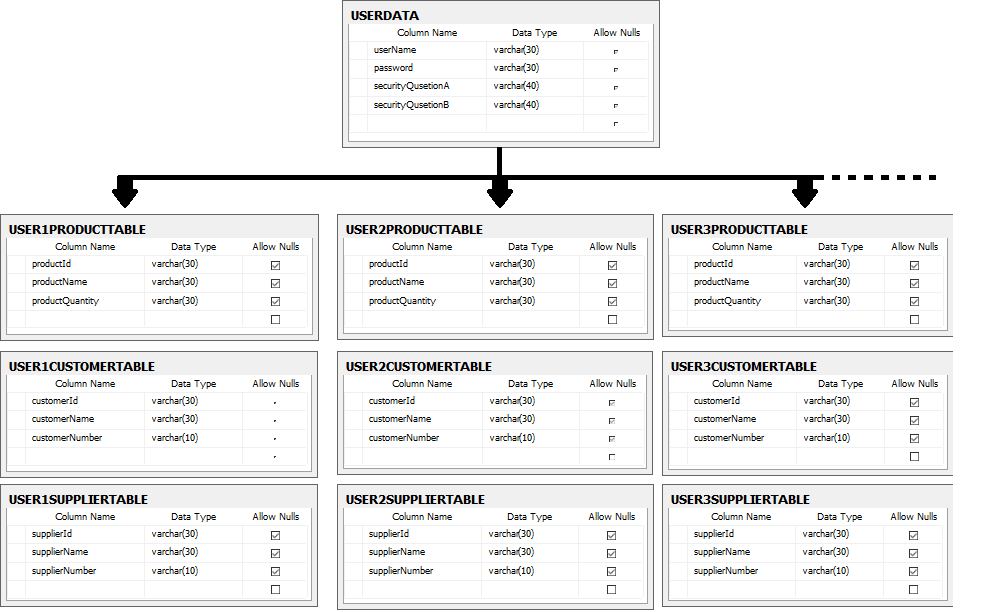 USERDATA
Column Name Data Type Allow Nulls
userName varchar(30)
password varchar(30)
securityQusetionA varchar(40)
securityQusetionB varchar(40)
USER1PRODUCTTABLE
Column Name Data Type Allow Nulls
productId varchar(30)
productName varchar(30)
productQuantity varchar(30)
USER2PRODUCTTABLE
Column Name Data Type Allow Nulls
productId varchar(30)
productName varchar(30)
productQuantity varchar(30)
USER3PRODUCTTABLE
Column Name Data Type Allow Nulls
productId varchar(30)
productName varchar(30)
productQuantity varchar(30)
USER1CUSTOMERTABLE
Column Name Data Type Allow Nulls
customerId varchar(30)
customerName varchar(30)
customerNumber varchar(10)
USER2CUSTOMERTABLE
Column Name Data Type Allow Nulls
customerId varchar(30)
customerName varchar(30)
customerNumber varchar(10)
USER3CUSTOMERTABLE
Column Name Data Type Allow Nulls
customerId varchar(30)
customerName varchar(30)
customerNumber varchar(10)
USER1SUPPLIERTABLE
Column Name Data Type Allow Nulls
supplierId varchar(30)
supplierName varchar(30)
supplierNumber varchar(10)
USER2SUPPLIERTABLE
Column Name Data Type Allow Nulls
supplierId varchar(30)
supplierName varchar(30)
supplierNumber varchar(10)
USER3SUPPLIERTABLE
Column Name Data Type Allow Nulls
supplierId varchar(30)
supplierName varchar(30)
supplierNumber varchar(10)